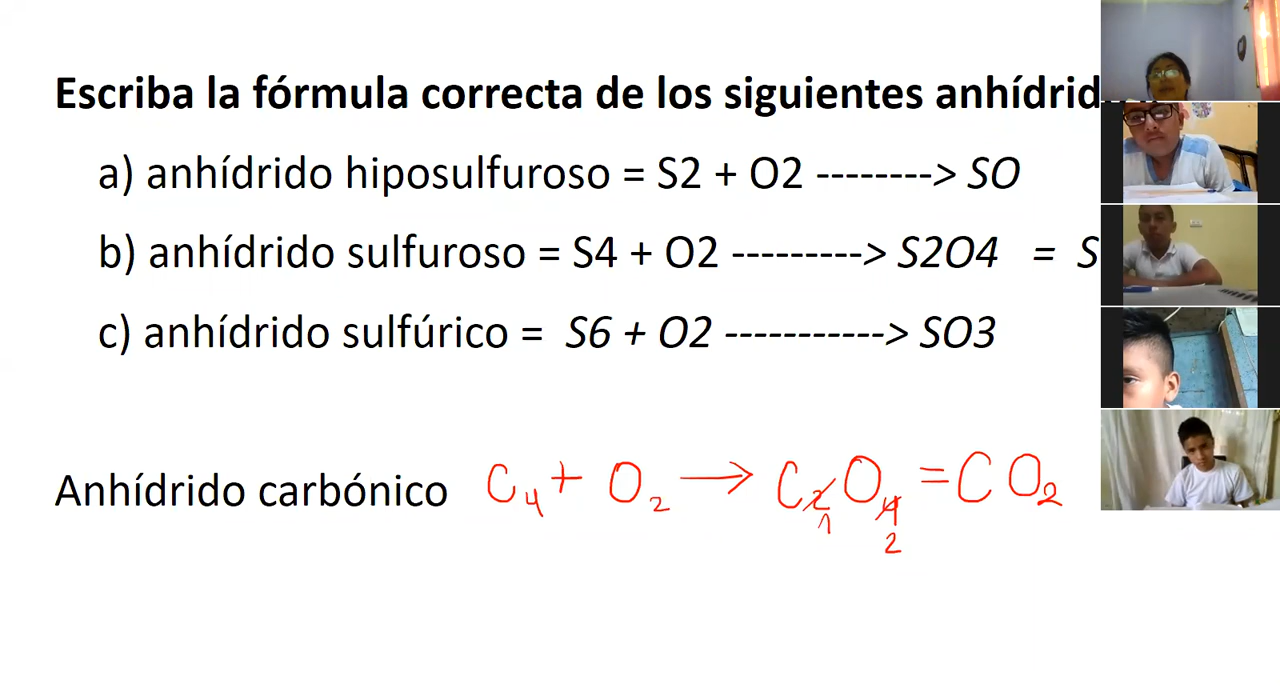 Escriba la fórmula correcta de los siguientes
a) anhídrido hiposulfuroso = S2 + O2 --------> SO
b) anhídrido sulfuroso = S4 + O2 ---------> S2O4 = S
c) anhídrido sulfúrico = S6 + O2 -----------> SO3
Anhídrido carbónico C4 + O2 → C2O4 = CO2
1
2